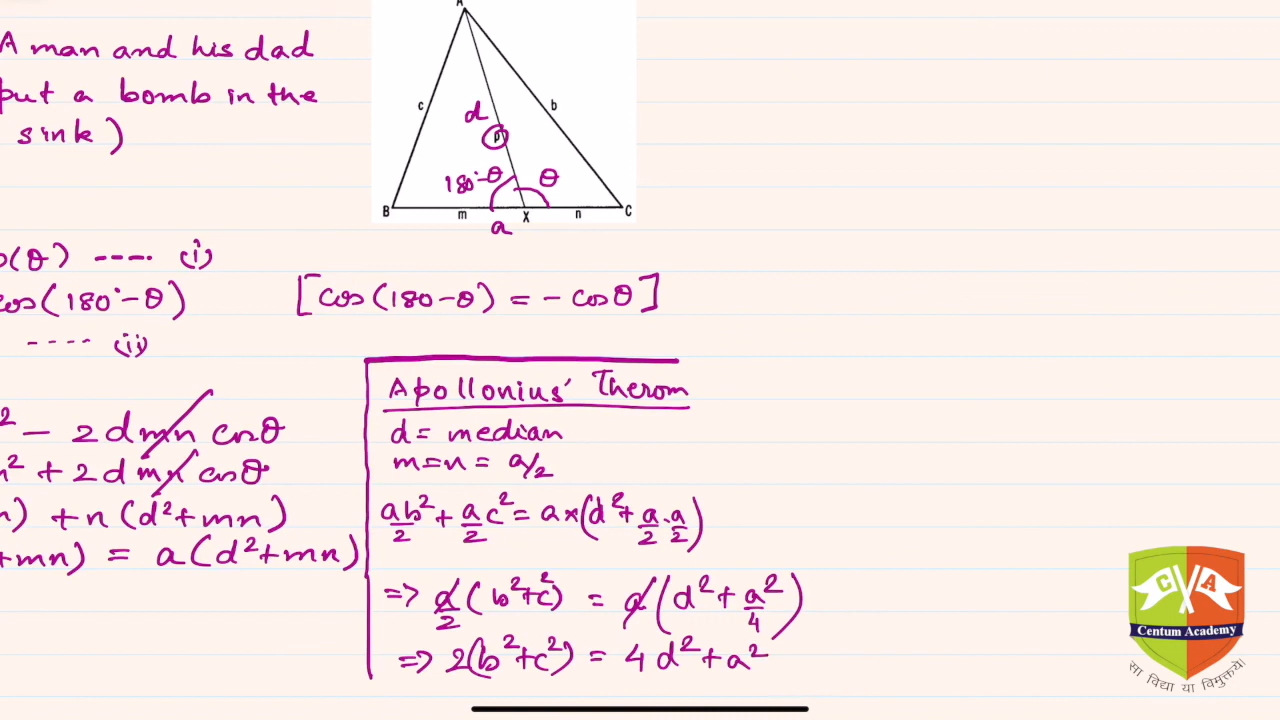 A man and his dad
put a bomb in the
sink)
A
c
b
d
p
180°-θ
θ
B
m
X
n
C
a
(θ) ---- (i)
cos(180°-θ)
[cos(180-θ) = - cosθ]
---- (ii)
² - 2dmn cosθ
² + 2dmn cosθ
) + n(d²+mn)
+mn) = a(d²+mn)
Apollonius' Therom
d = median
m=n = a/2
ab²/2 + a/2 c² = a×(d²+a/2·a/2)
=> a/2 (b²+c²) = a(d²+a²/4)
=> 2(b²+c²) = 4d²+a²
C A
Centum Academy
सा विद्या या विमुक्तये